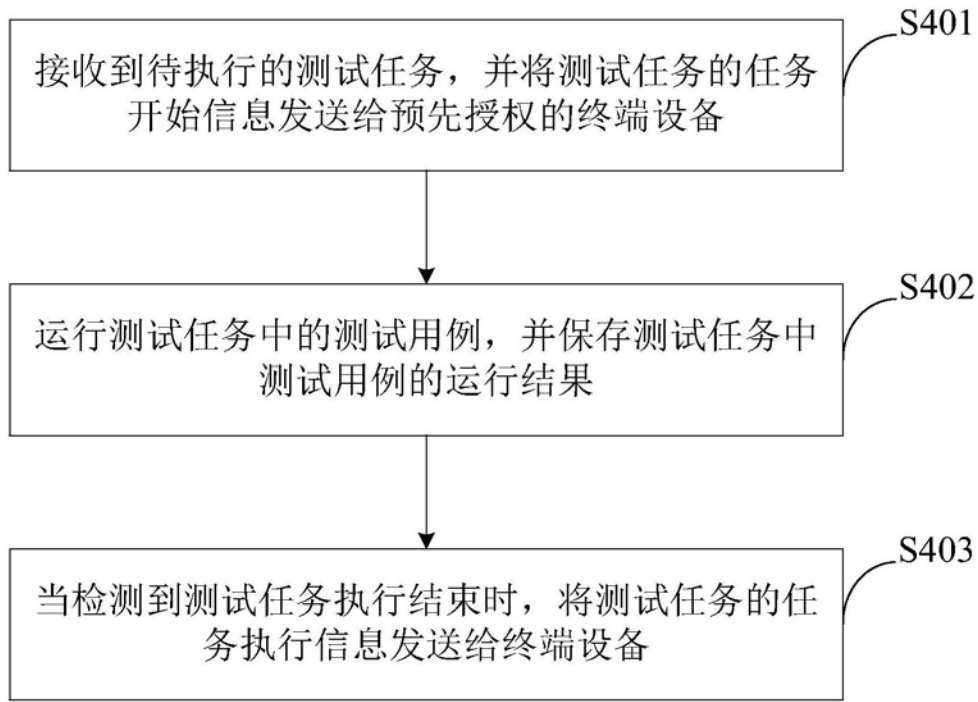 S401
接收到待执行的测试任务，并将测试任务的任务
开始信息发送给预先授权的终端设备
S402
运行测试任务中的测试用例，并保存测试任务中
测试用例的运行结果
S403
当检测到测试任务执行结束时，将测试任务的任
务执行信息发送给终端设备